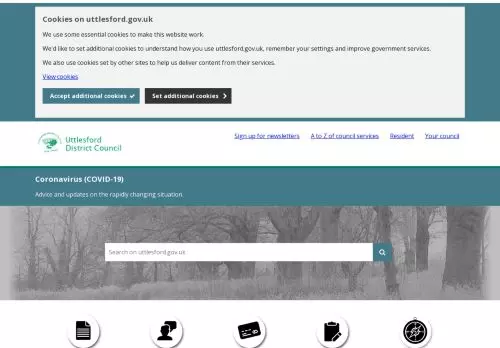 Cookies on uttlesford.gov.uk
We use some essential cookies to make this website work.
We'd like to set additional cookies to understand how you use uttlesford.gov.uk, remember your settings and improve government services.
We also use cookies set by other sites to help us deliver content from their services.
View cookies
Accept additional cookies
Set additional cookies
Uttlesford
District Council
Sign up for newsletters
A to Z of council services
Resident
Your council
Coronavirus (COVID-19)
Advice and updates on the rapidly changing situation.
Search on uttlesford.gov.uk